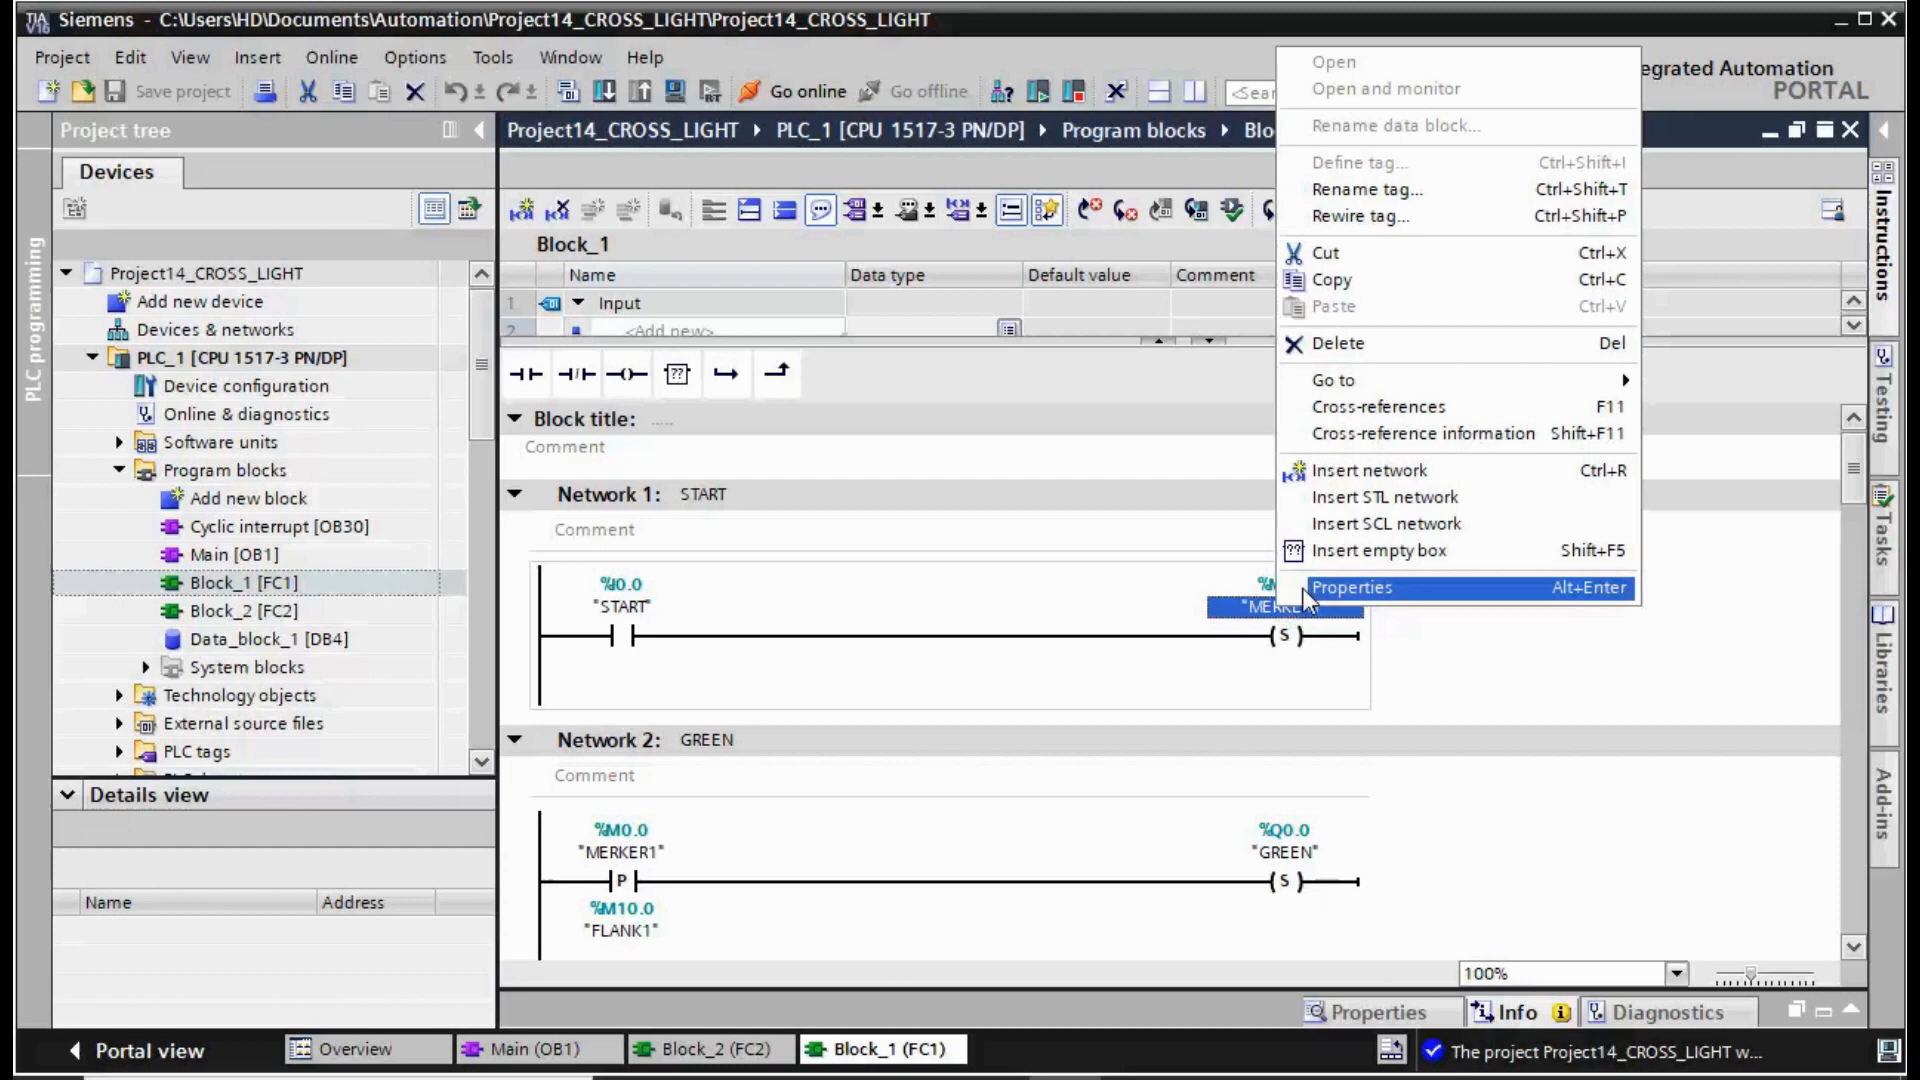 TIA V16 Siemens - C:\Users\HD\Documents\Automation\Project14_CROSS_LIGHT\Project14_CROSS_LIGHT
Project Edit View Insert Online Options Tools Window Help
Save project Go online Go offline <Sear
egrated Automation
PORTAL
Project tree
Devices
PLC programming
Project14_CROSS_LIGHT
Add new device
Devices & networks
PLC_1 [CPU 1517-3 PN/DP]
Device configuration
Online & diagnostics
Software units
Program blocks
Add new block
Cyclic interrupt [OB30]
Main [OB1]
Block_1 [FC1]
Block_2 [FC2]
Data_block_1 [DB4]
System blocks
Technology objects
External source files
PLC tags
Details view
Name Address
Project14_CROSS_LIGHT PLC_1 [CPU 1517-3 PN/DP] Program blocks Blo
Block_1
Name Data type Default value Comment
1 Input
2 <Add new>
??
Block title: .....
Comment
Network 1: START
Comment
%I0.0
"START"
"MERKER
S
Network 2: GREEN
Comment
%M0.0 %Q0.0
"MERKER1" "GREEN"
P S
%M10.0
"FLANK1"
100%
Open
Open and monitor
Rename data block...
Define tag... Ctrl+Shift+I
Rename tag... Ctrl+Shift+T
Rewire tag... Ctrl+Shift+P
Cut Ctrl+X
Copy Ctrl+C
Paste Ctrl+V
Delete Del
Go to
Cross-references F11
Cross-reference information Shift+F11
Insert network Ctrl+R
Insert STL network
Insert SCL network
?? Insert empty box Shift+F5
Properties Alt+Enter
Instructions
Testing
Tasks
Libraries
Add-ins
Properties Info Diagnostics
Portal view Overview Main (OB1) Block_2 (FC2) Block_1 (FC1) The project Project14_CROSS_LIGHT w...